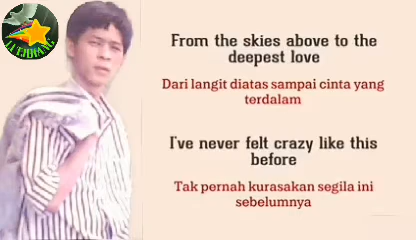 From the skies above to the
deepest love
Dari langit diatas sampai cinta yang
terdalam
I've never felt crazy like this
before
Tak pernah kurasakan segila ini
sebelumnya